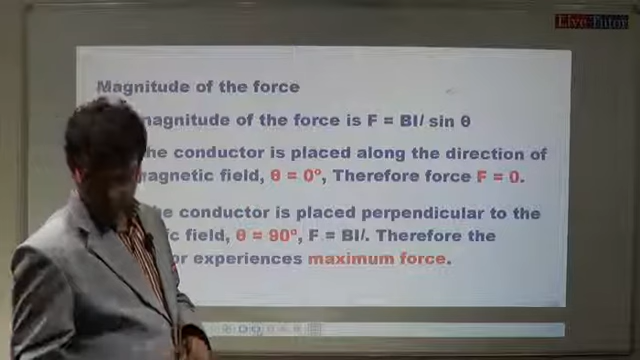 Live Tutor
Magnitude of the force
magnitude of the force is F = BIl sin θ
he conductor is placed along the direction of
magnetic field, θ = 0°, Therefore force F = 0.
e conductor is placed perpendicular to the
ic field, θ = 90°, F = BIl. Therefore the
or experiences maximum force.